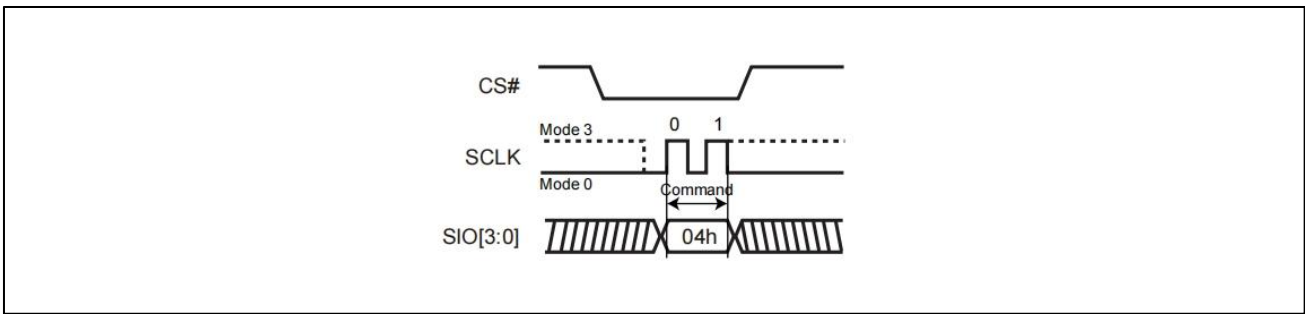 CS#
Mode 3
0 1
SCLK
Mode 0
Command
SIO[3:0]
04h